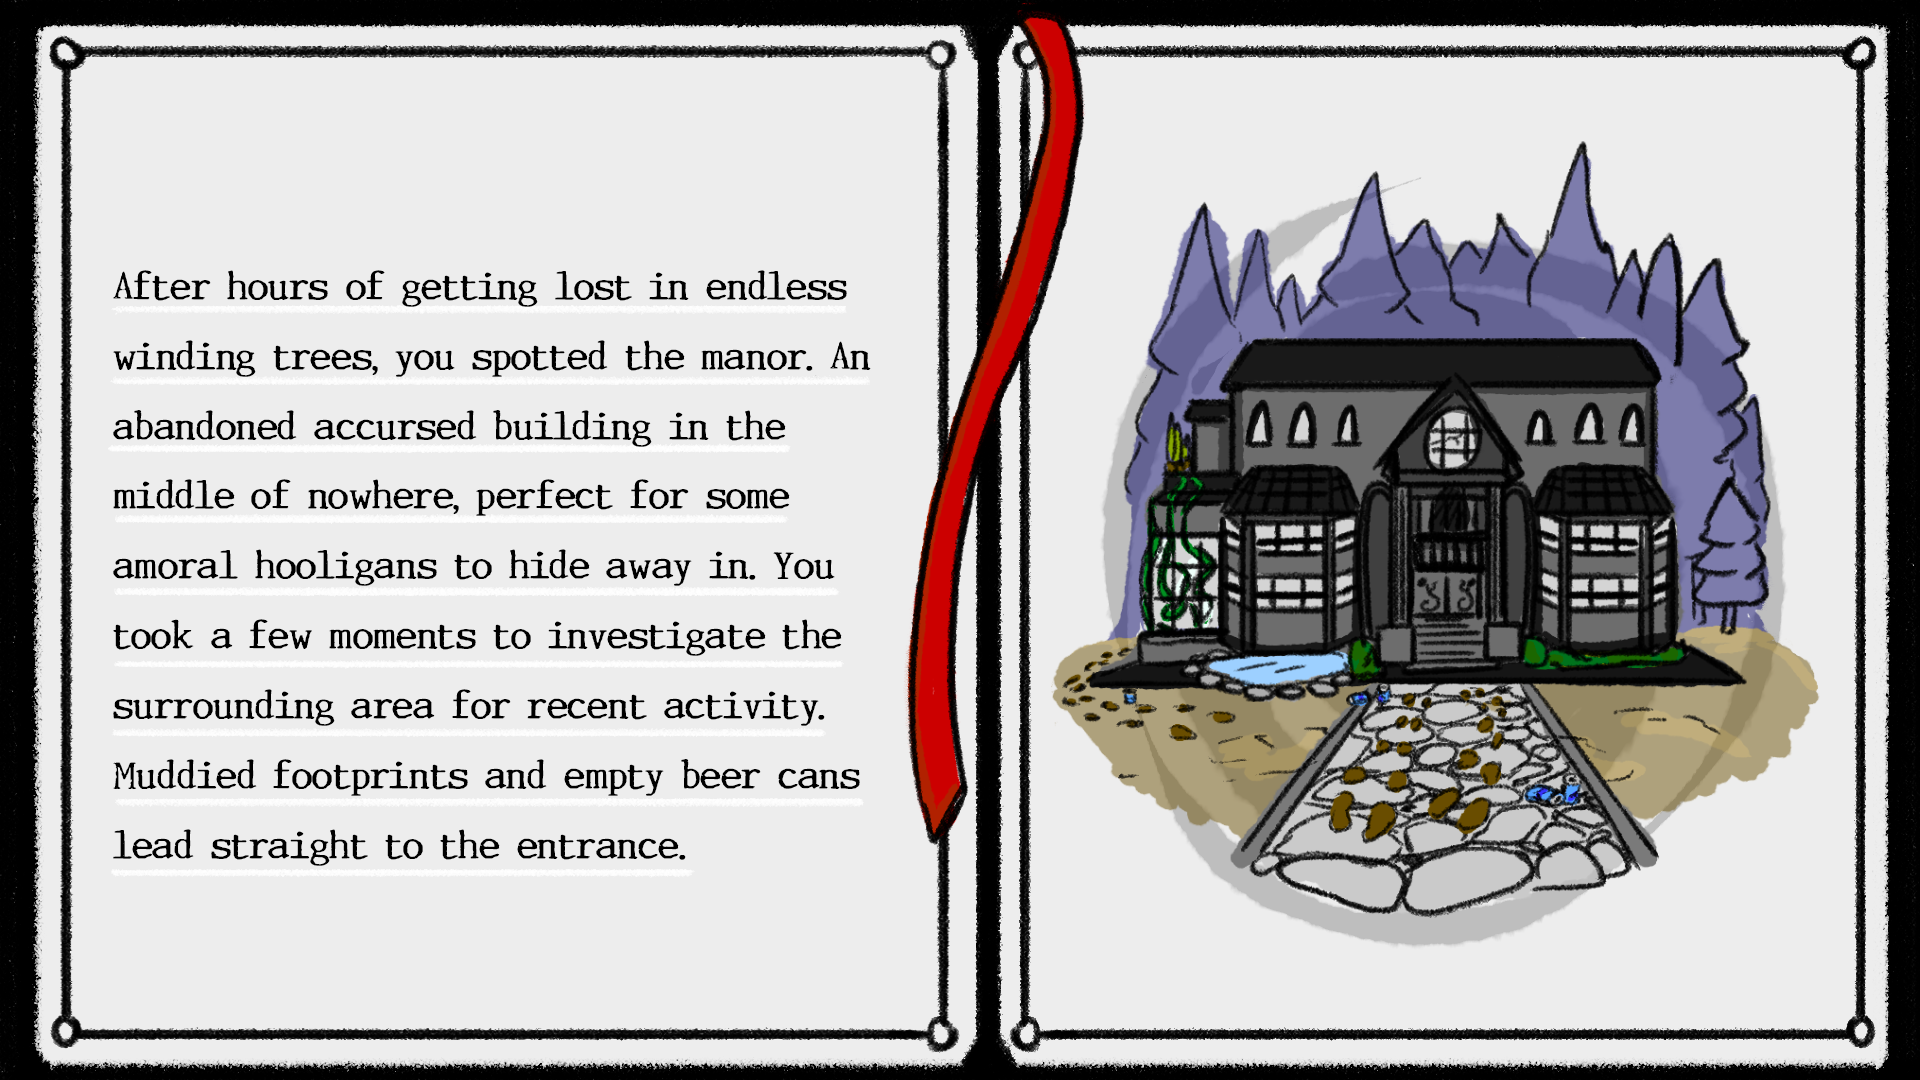 After hours of getting lost in endless
winding trees, you spotted the manor. An
abandoned accursed building in the
middle of nowhere, perfect for some
amoral hooligans to hide away in. You
took a few moments to investigate the
surrounding area for recent activity.
Muddied footprints and empty beer cans
lead straight to the entrance.